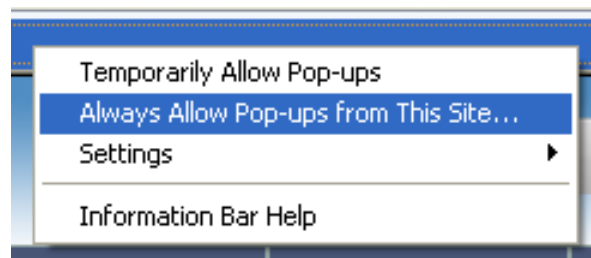 Temporarily Allow Pop-ups
Always Allow Pop-ups from This Site...
Settings
Information Bar Help